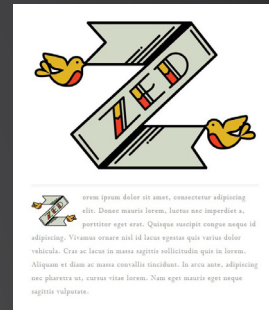 ZED
orem ipsum dolor sit amet, consectetur adipiscing
elit. Donec mauris lorem, luctus nec imperdiet a,
porttitor eget erat. Quisque suscipit congue neque id
adipiscing. Vivamus ornare nisl id lacus egestas quis varius dolor
vehicula. Cras ac lacus in massa sagittis sollicitudin quis in lorem.
Aliquam et diam ac massa convallis tincidunt. In arcu ante, adipiscing
nec pharetra ut, cursus vitae lorem. Nam eget mauris eget neque
sagittis vulputate.